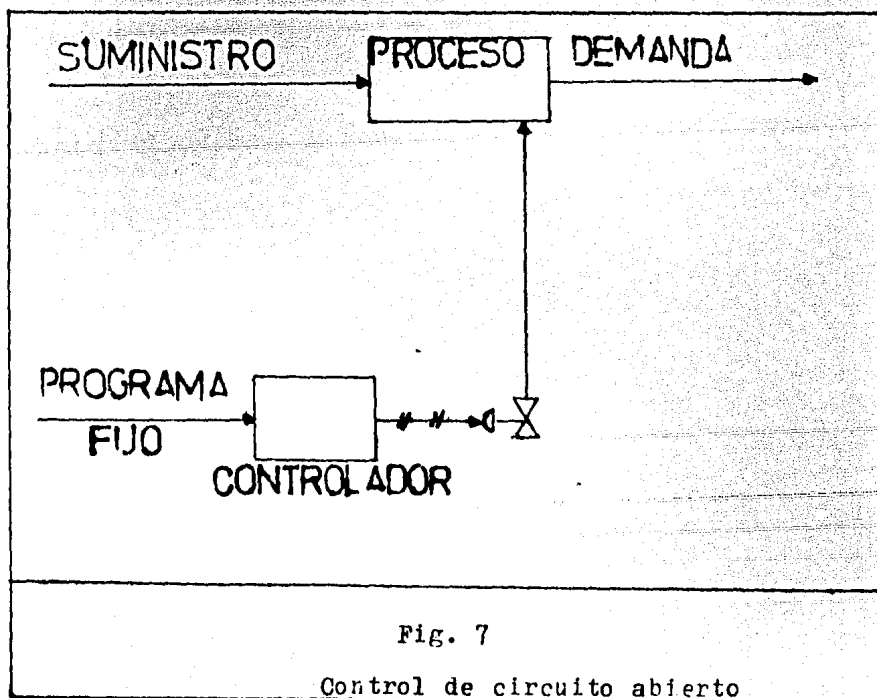 SUMINISTRO PROCESO DEMANDA
PROGRAMA
FIJO
CONTROLADOR
Fig. 7
Control de circuito abierto